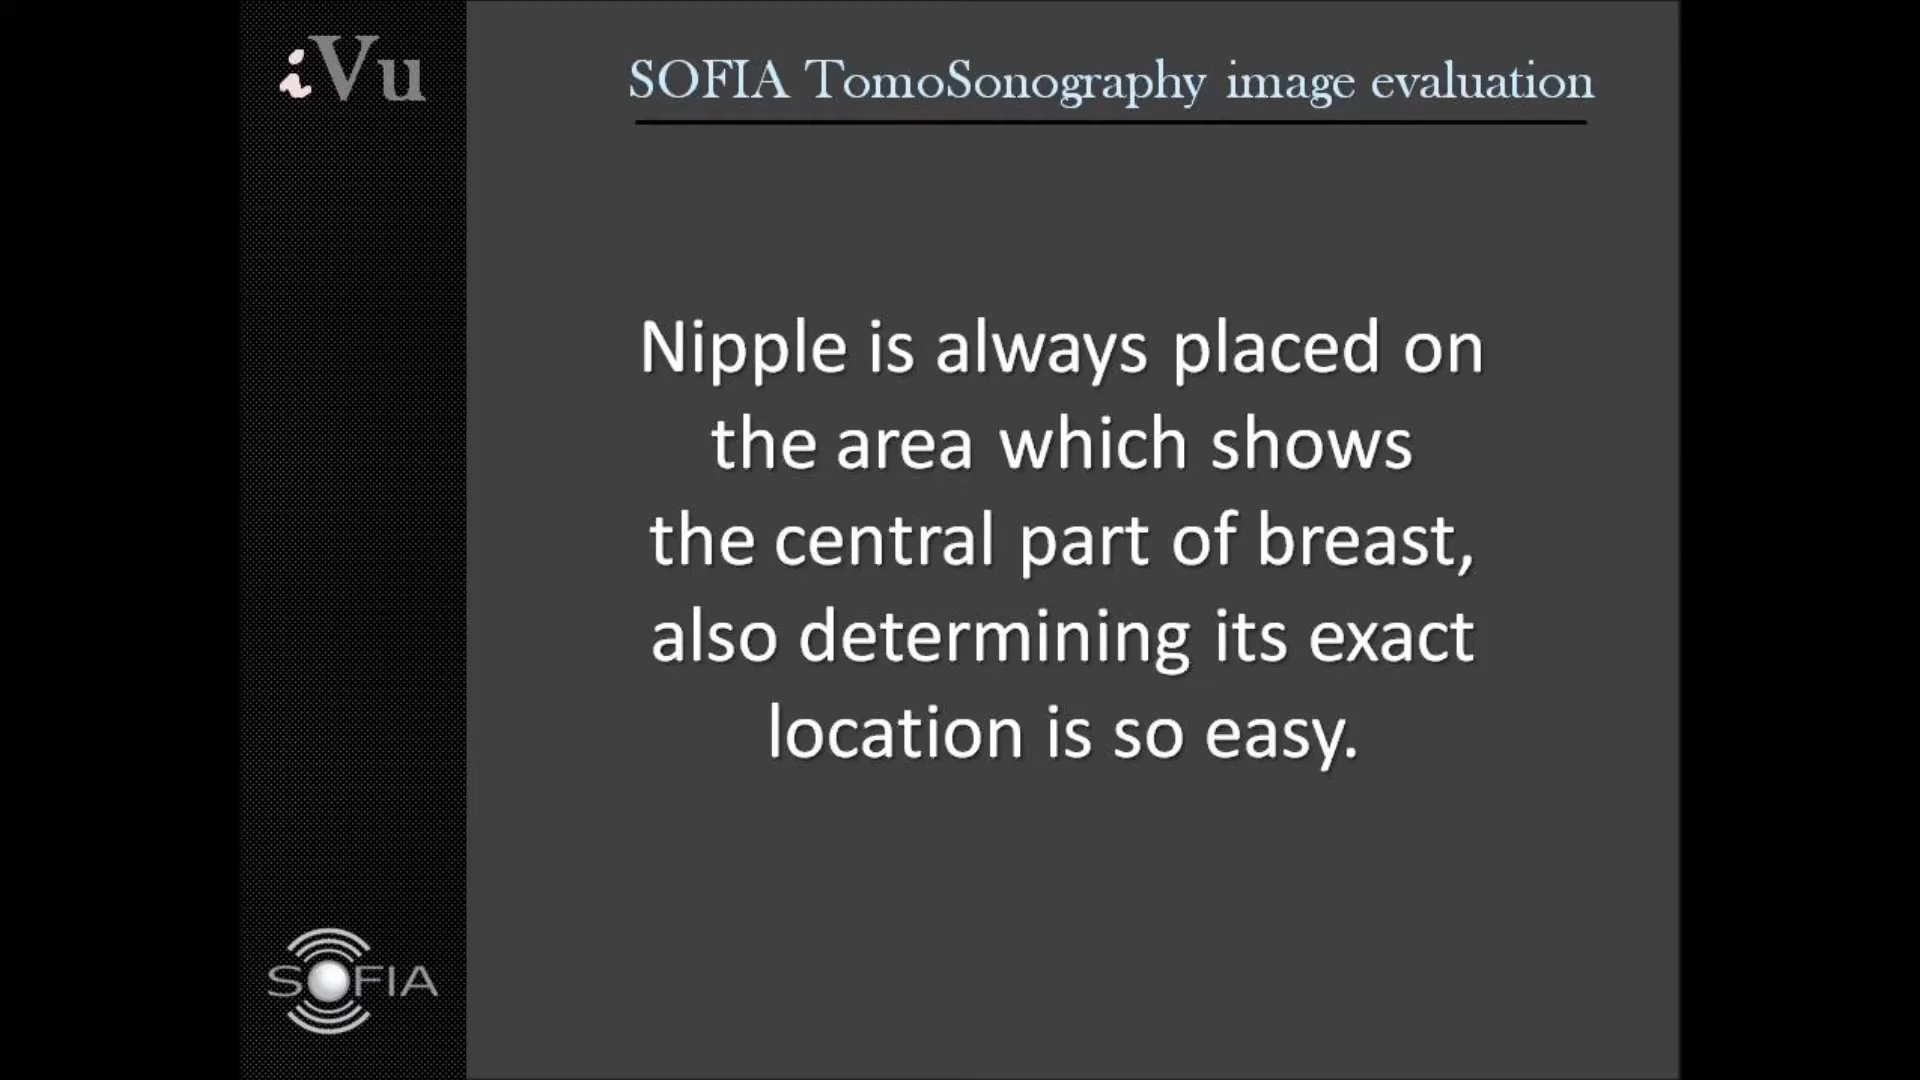 iVu
SOFIA TomoSonography image evaluation
Nipple is always placed on
the area which shows
the central part of breast,
also determining its exact
location is so easy.
SOFIA